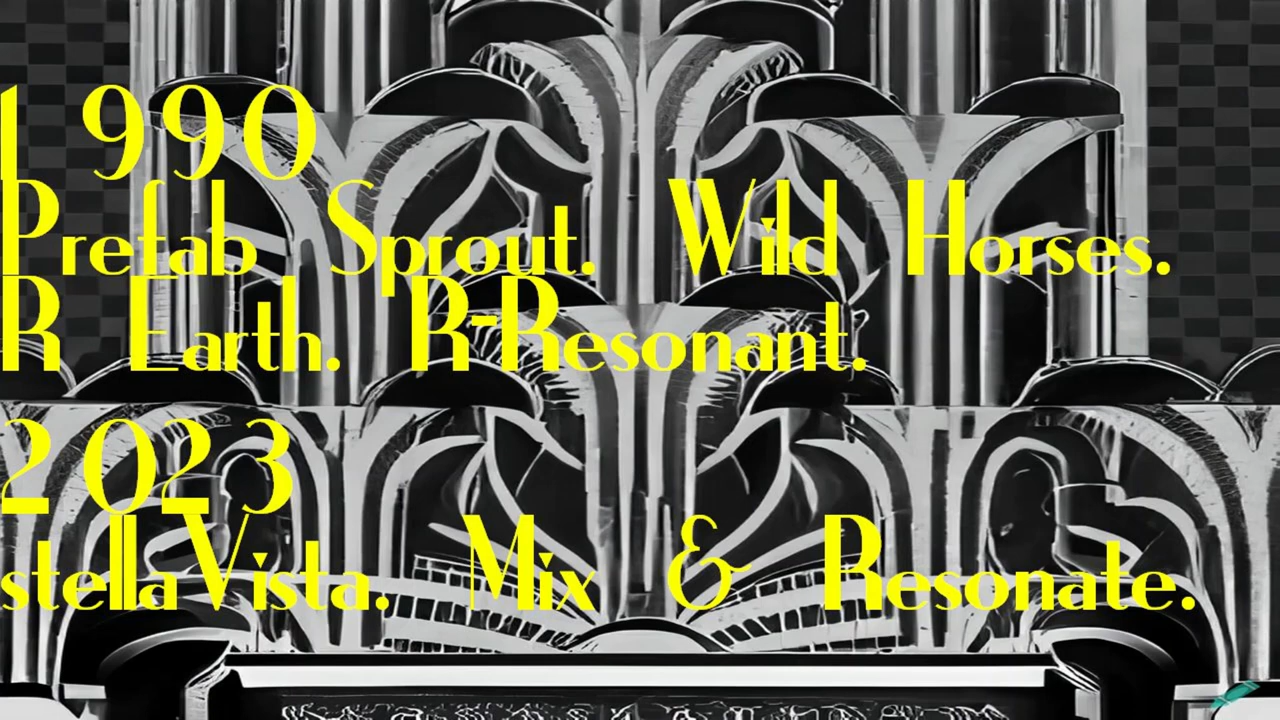 1990
Prefab Sprout. Wild Horses.
R Earth. R-Resonant.
2023
stellaVista. Mix & Resonate.